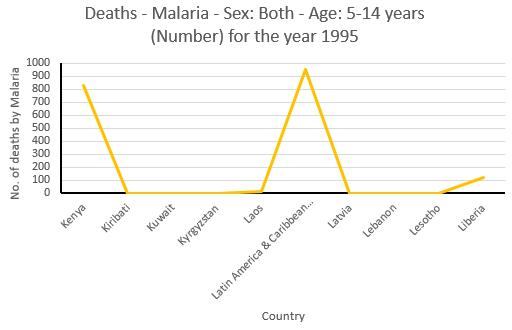 Deaths - Malaria - Sex: Both - Age: 5-14 years
(Number) for the year 1995
No. of deaths by Malaria
1000
900
800
700
600
500
400
300
200
100
0
Kenya
Kiribati
Kuwait
Kyrgyzstan
Laos
Latin America & Caribbean...
Latvia
Lebanon
Lesotho
Liberia
Country